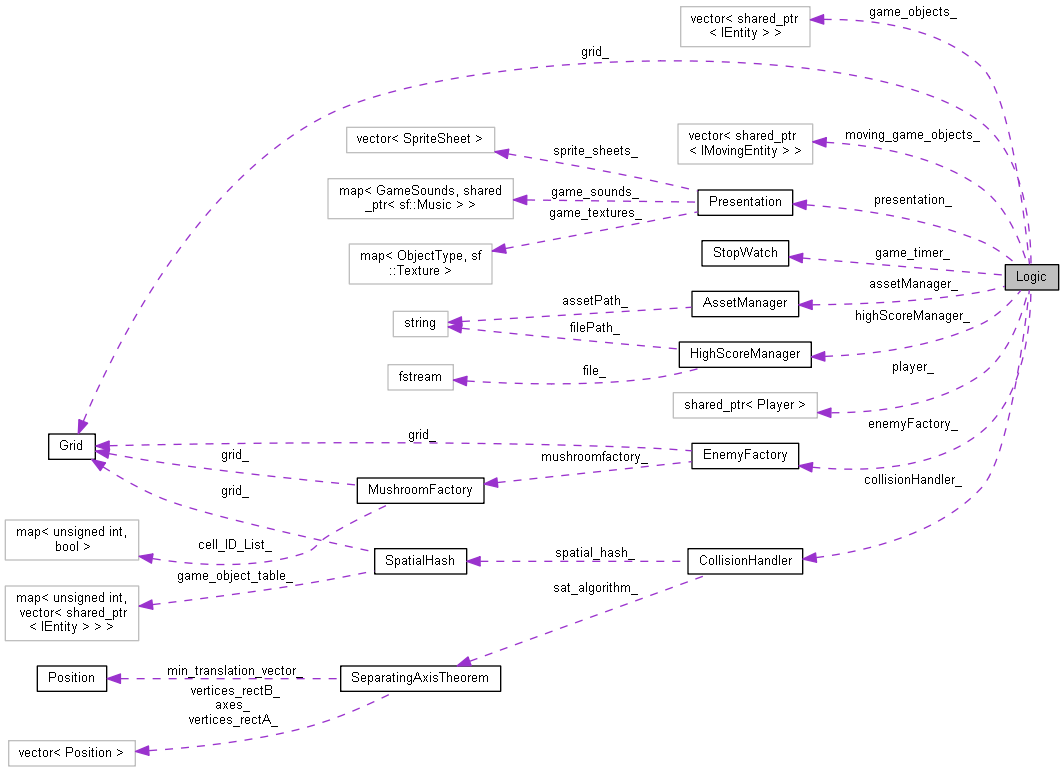 vector< shared_ptr
< IEntity > >
game_objects_
grid_
vector< SpriteSheet >
sprite_sheets_
vector< shared_ptr
< IMovingEntity > >
moving_game_objects_
map< GameSounds, shared
_ptr< sf::Music > >
game_sounds_
game_textures_
Presentation
presentation_
map< ObjectType, sf
::Texture >
StopWatch
game_timer_
Logic
assetManager_
string
assetPath_
AssetManager
filePath_
highScoreManager_
HighScoreManager
fstream
file_
player_
shared_ptr< Player >
enemyFactory_
Grid
grid_
EnemyFactory
grid_
mushroomfactory_
MushroomFactory
collisionHandler_
grid_
map< unsigned int,
bool >
cell_ID_List_
SpatialHash
spatial_hash_
CollisionHandler
game_object_table_
map< unsigned int,
vector< shared_ptr
< IEntity > > >
sat_algorithm_
Position
min_translation_vector_
SeparatingAxisTheorem
vertices_rectB_
axes_
vertices_rectA_
vector< Position >